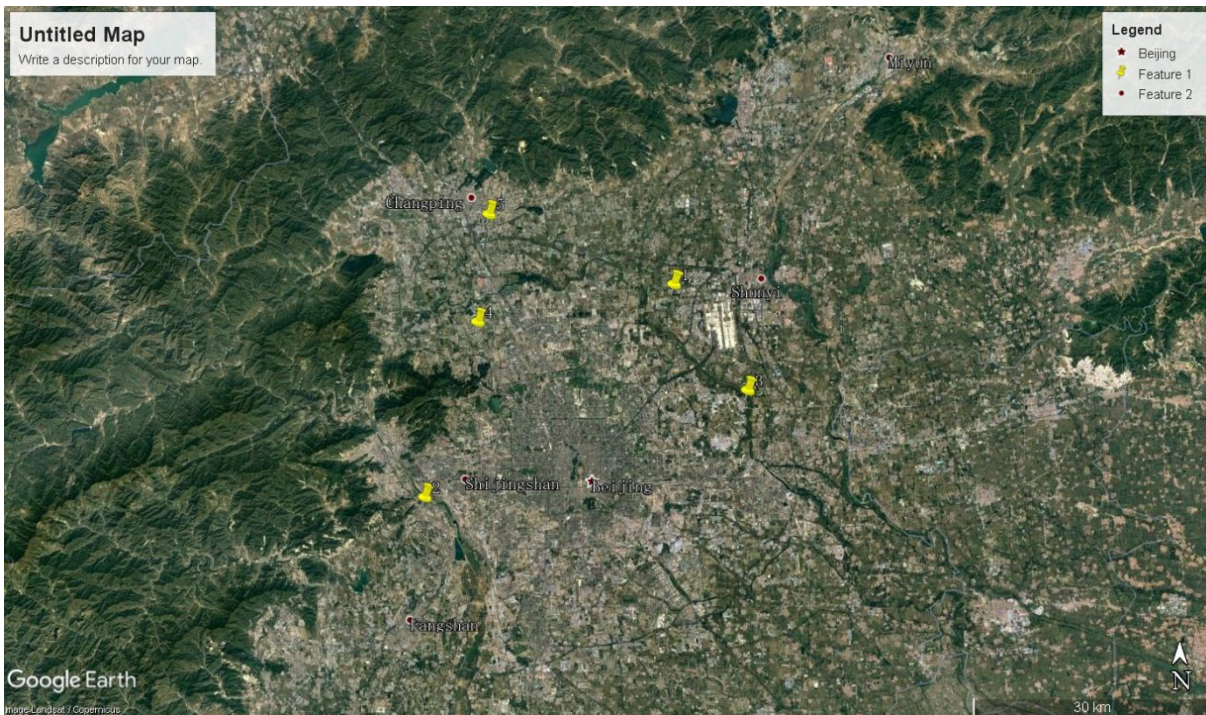 Untitled Map
Write a description for your map.
Legend
Beijing
Feature 1
Feature 2
Miyun
Changping
5
1
Shunyi
4
3
Shijingshan
2
Beijing
Fangshan
Google Earth
Image Landsat / Copernicus
N
30 km